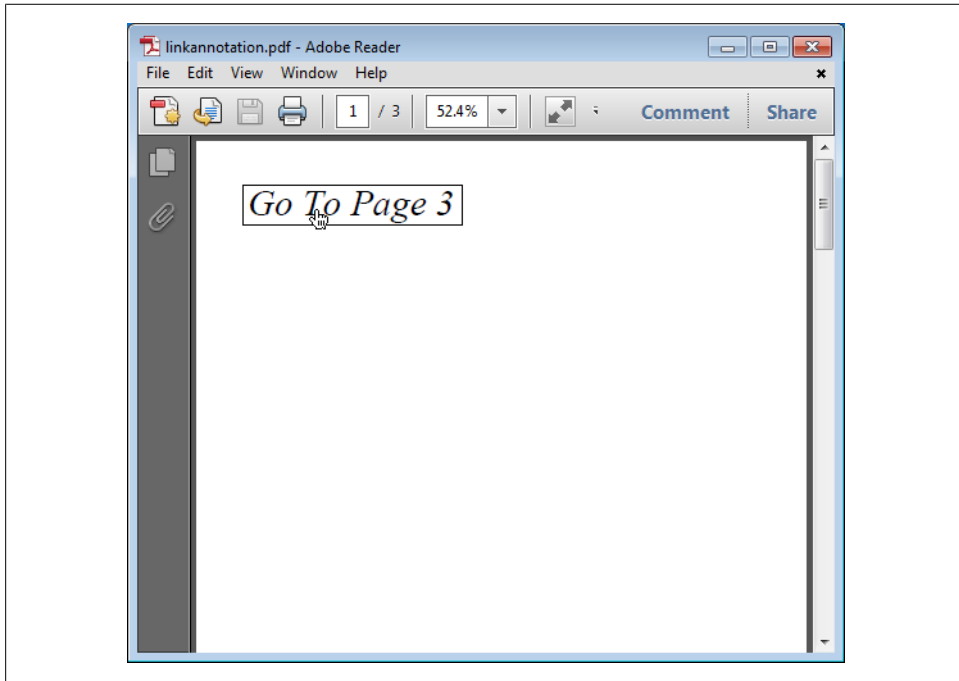 linkannotation.pdf - Adobe Reader
File Edit View Window Help
1 / 3 52.4% Comment Share
Go To Page 3